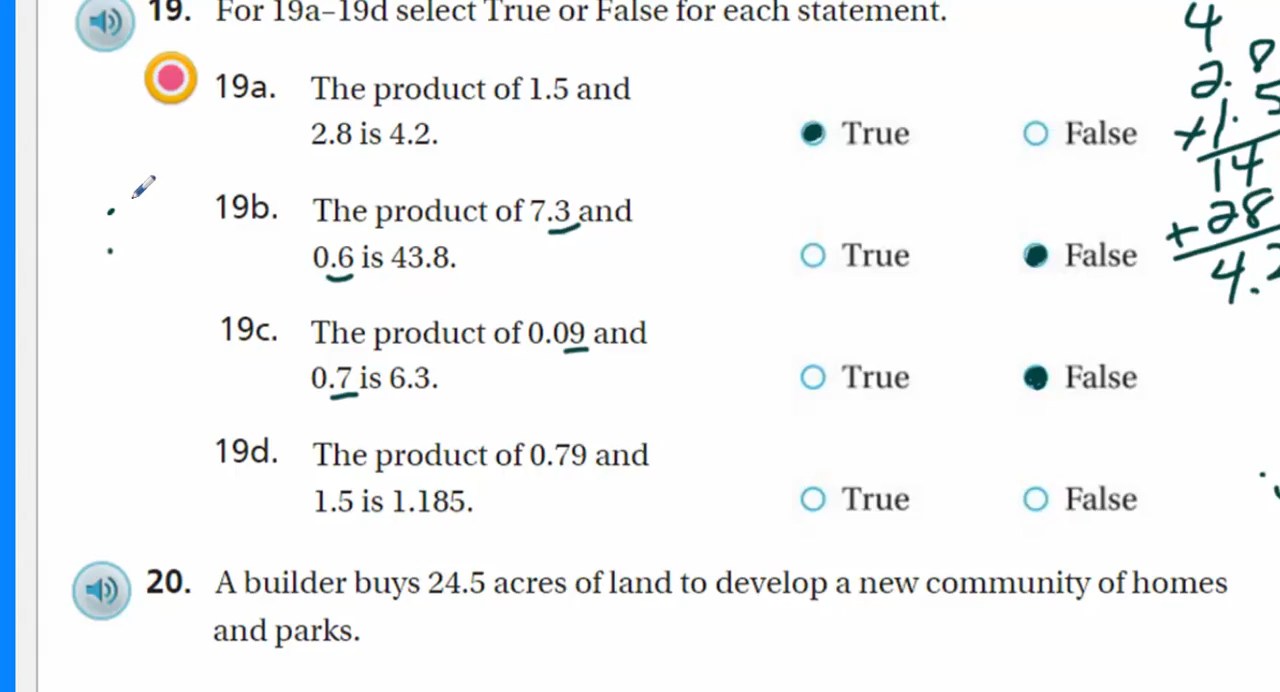 19. For 19a–19d select True or False for each statement.
19a. The product of 1.5 and
2.8 is 4.2.
True False
19b. The product of 7.3 and
0.6 is 43.8.
True False
19c. The product of 0.09 and
0.7 is 6.3.
True False
19d. The product of 0.79 and
1.5 is 1.185.
True False
20. A builder buys 24.5 acres of land to develop a new community of homes
and parks.
4
2.8
×1.5
14
+28
4.2